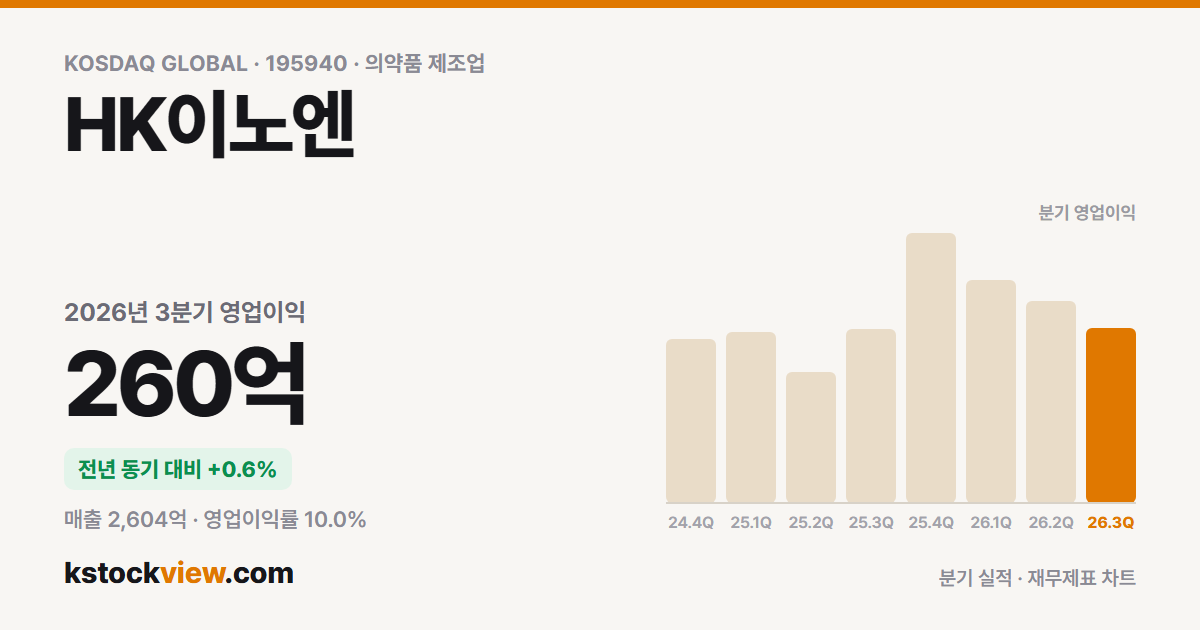 KOSDAQ GLOBAL · 195940 · 의약품 제조업
HK이노엔
분기 영업이익
2026년 3분기 영업이익
260억
전년 동기 대비 +0.6%
매출 2,604억 · 영업이익률 10.0%
24.4Q 25.1Q 25.2Q 25.3Q 25.4Q 26.1Q 26.2Q 26.3Q
kstockview.com
분기 실적 · 재무제표 차트